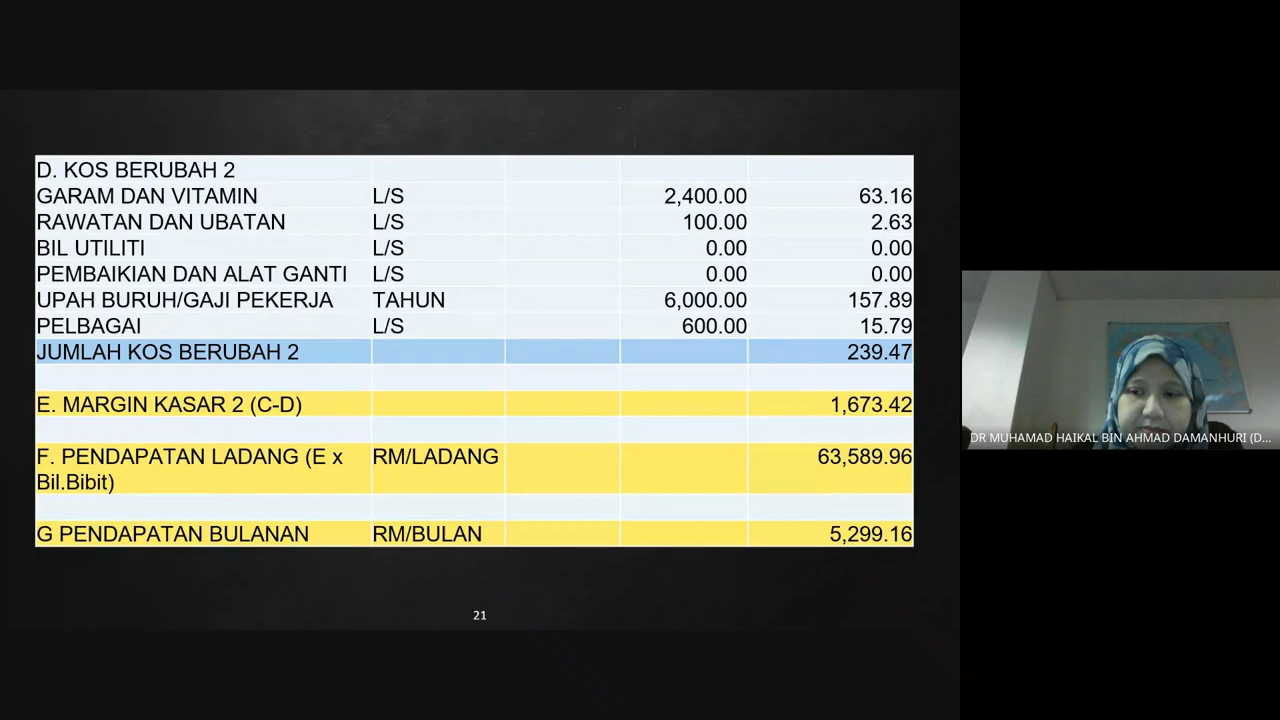 D. KOS BERUBAH 2
GARAM DAN VITAMIN L/S 2,400.00 63.16
RAWATAN DAN UBATAN L/S 100.00 2.63
BIL UTILITI L/S 0.00 0.00
PEMBAIKIAN DAN ALAT GANTI L/S 0.00 0.00
UPAH BURUH/GAJI PEKERJA TAHUN 6,000.00 157.89
PELBAGAI L/S 600.00 15.79
JUMLAH KOS BERUBAH 2 239.47
E. MARGIN KASAR 2 (C-D) 1,673.42
F. PENDAPATAN LADANG (E x RM/LADANG 63,589.96
Bil.Bibit)
G PENDAPATAN BULANAN RM/BULAN 5,299.16
21
DR MUHAMAD HAIKAL BIN AHMAD DAMANHURI (D...